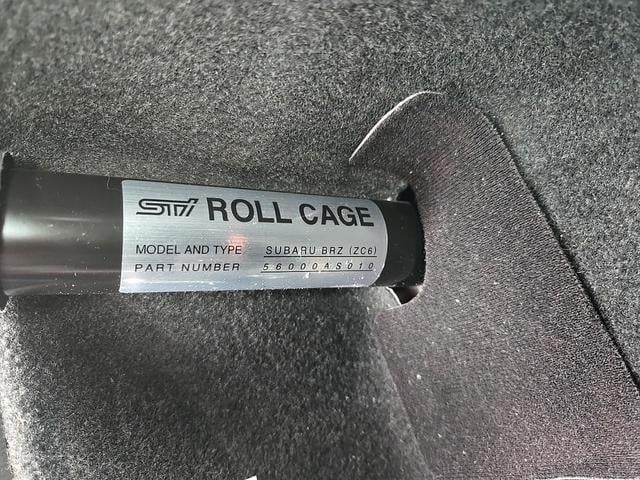 STI ROLL CAGE
MODEL AND TYPE SUBARU BRZ (ZC6)
PART NUMBER 56000AS010